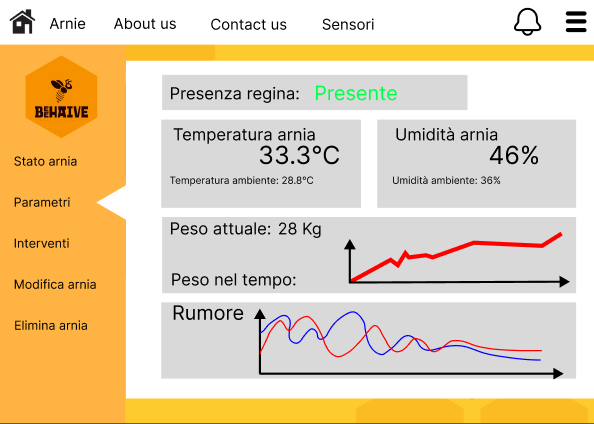 Arnie
About us
Contact us
Sensori
BEEHAIVE
Stato arnia
Parametri
Interventi
Modifica arnia
Elimina arnia
Presenza regina: Presente
Temperatura arnia
33.3°C
Temperatura ambiente: 28.8°C
Umidità arnia
46%
Umidità ambiente: 36%
Peso attuale: 28 Kg
Peso nel tempo:
Rumore